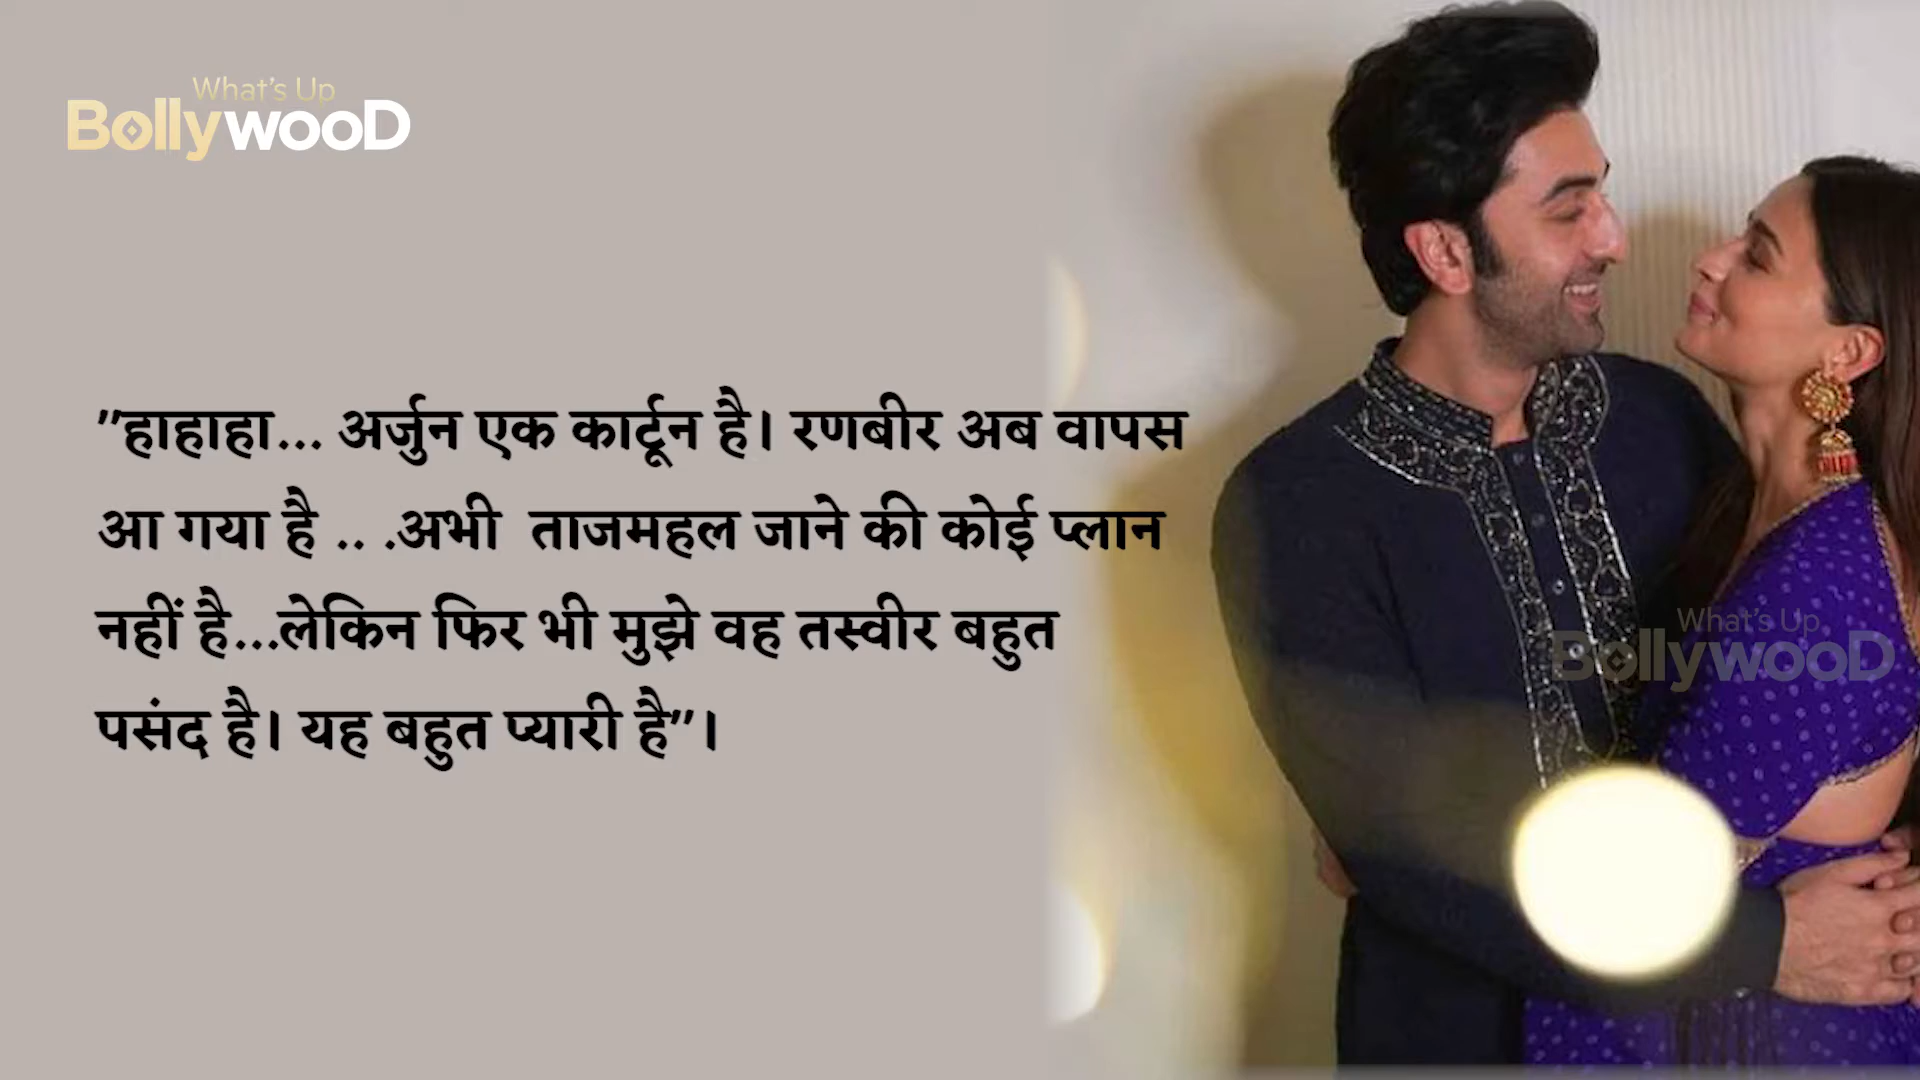 What's Up
BollywooD
"हाहाहा... अर्जुन एक कार्टून है। रणबीर अब वापस
आ गया है .. .अभी ताजमहल जाने की कोई प्लान
नहीं है...लेकिन फिर भी मुझे वह तस्वीर बहुत
पसंद है। यह बहुत प्यारी है"।
What's Up
BollywooD